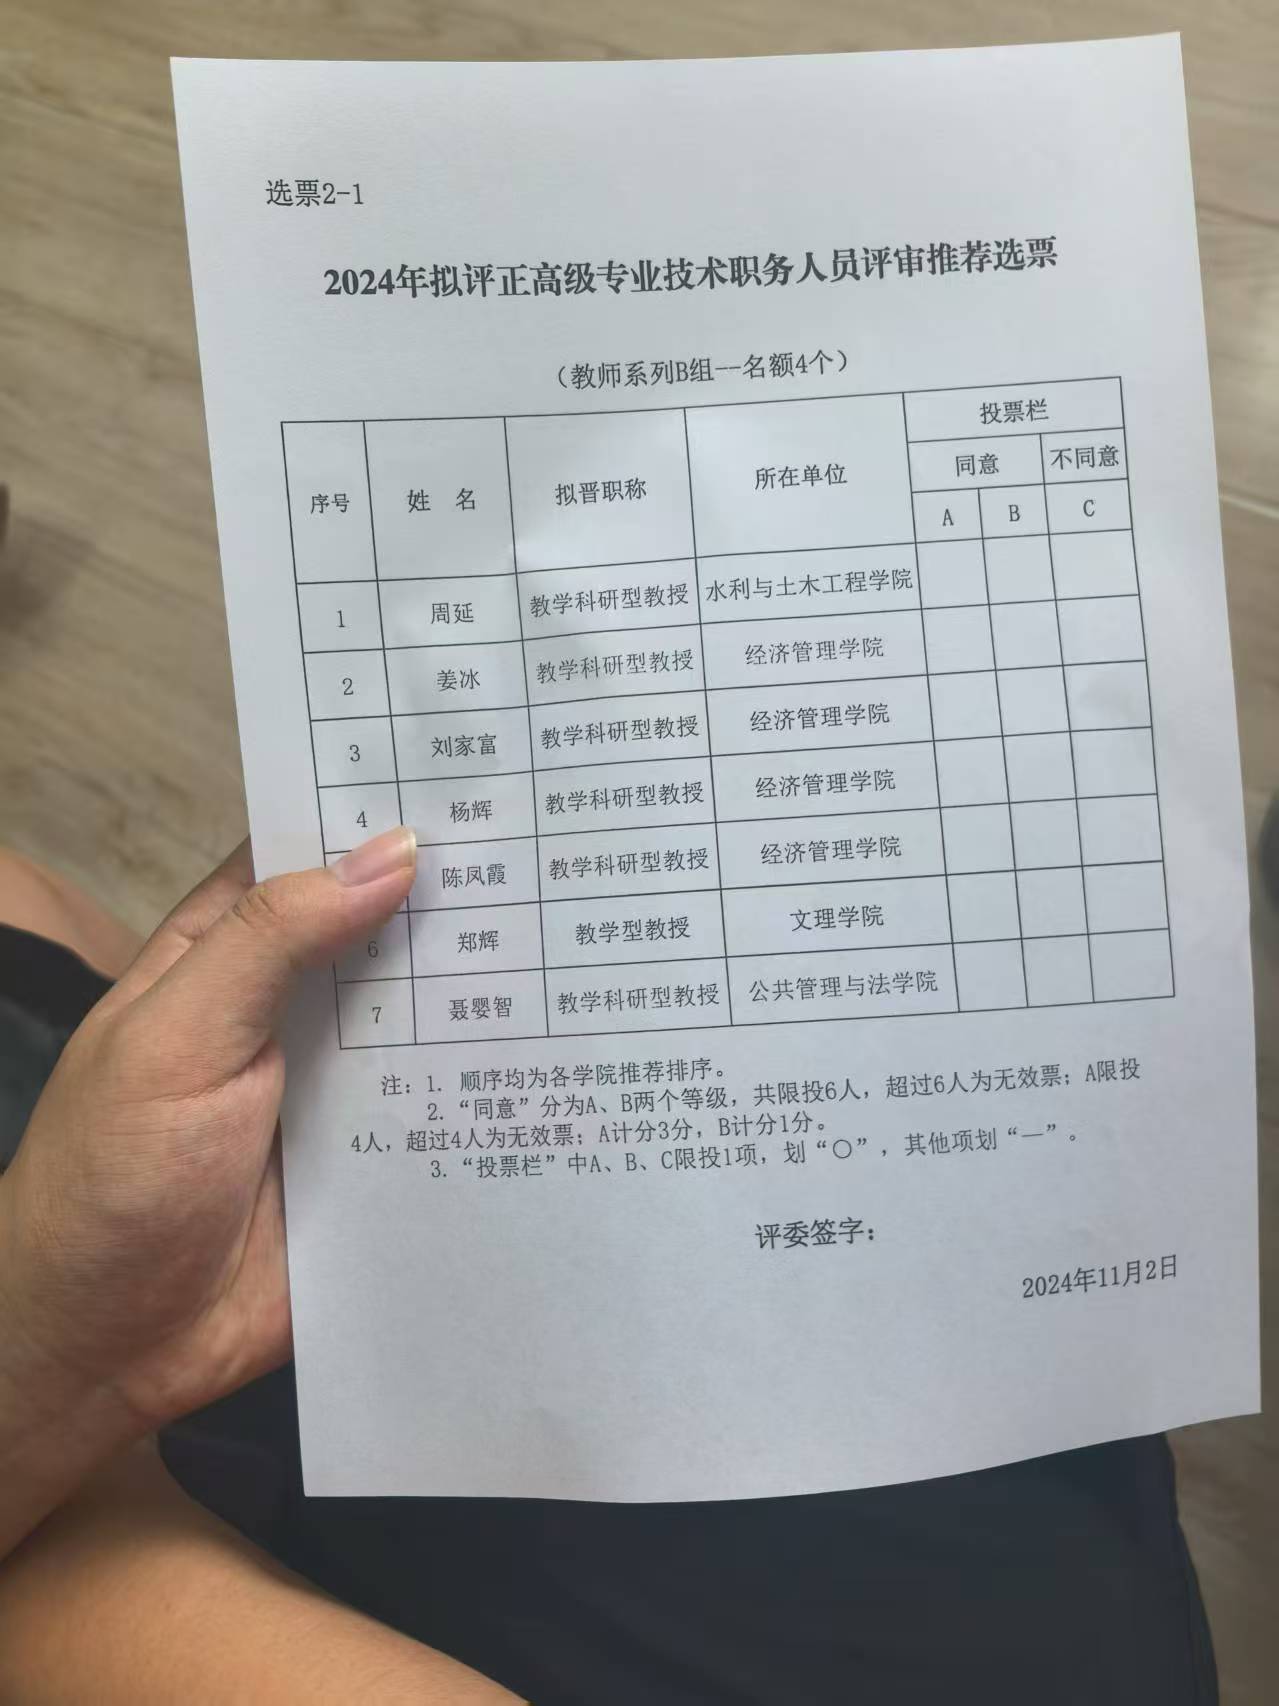 选票2-1
2024年拟评正高级专业技术职务人员评审推荐选票
（教师系列B组--名额4个）
序号 姓 名 拟晋职称 所在单位 投票栏
同意 不同意
A B C
1 周延 教学科研型教授 水利与土木工程学院
2 姜冰 教学科研型教授 经济管理学院
3 刘家富 教学科研型教授 经济管理学院
4 杨辉 教学科研型教授 经济管理学院
陈凤霞 教学科研型教授 经济管理学院
6 郑辉 教学型教授 文理学院
7 聂婴智 教学科研型教授 公共管理与法学院
注：1. 顺序均为各学院推荐排序。
2.“同意”分为A、B两个等级，共限投6人，超过6人为无效票；A限投
4人，超过4人为无效票；A计分3分，B计分1分。
3.“投票栏”中A、B、C限投1项，划“○”，其他项划“—”。
评委签字：
2024年11月2日